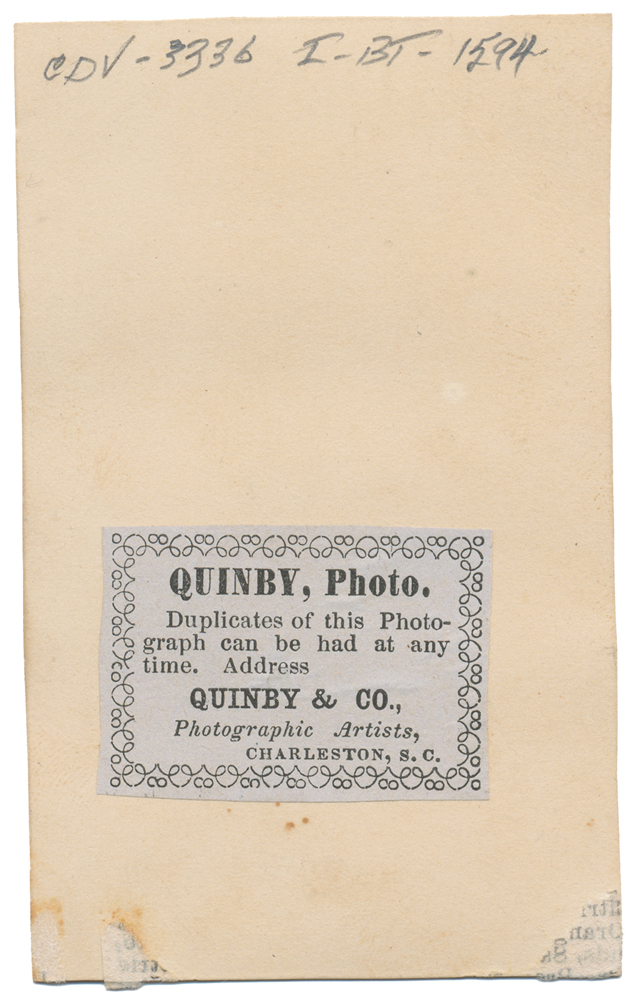 CDV-3336 I-BT-1594
QUINBY, Photo.
Duplicates of this Photo-
graph can be had at any
time. Address
QUINBY & CO.,
Photographic Artists,
CHARLESTON, S. C.